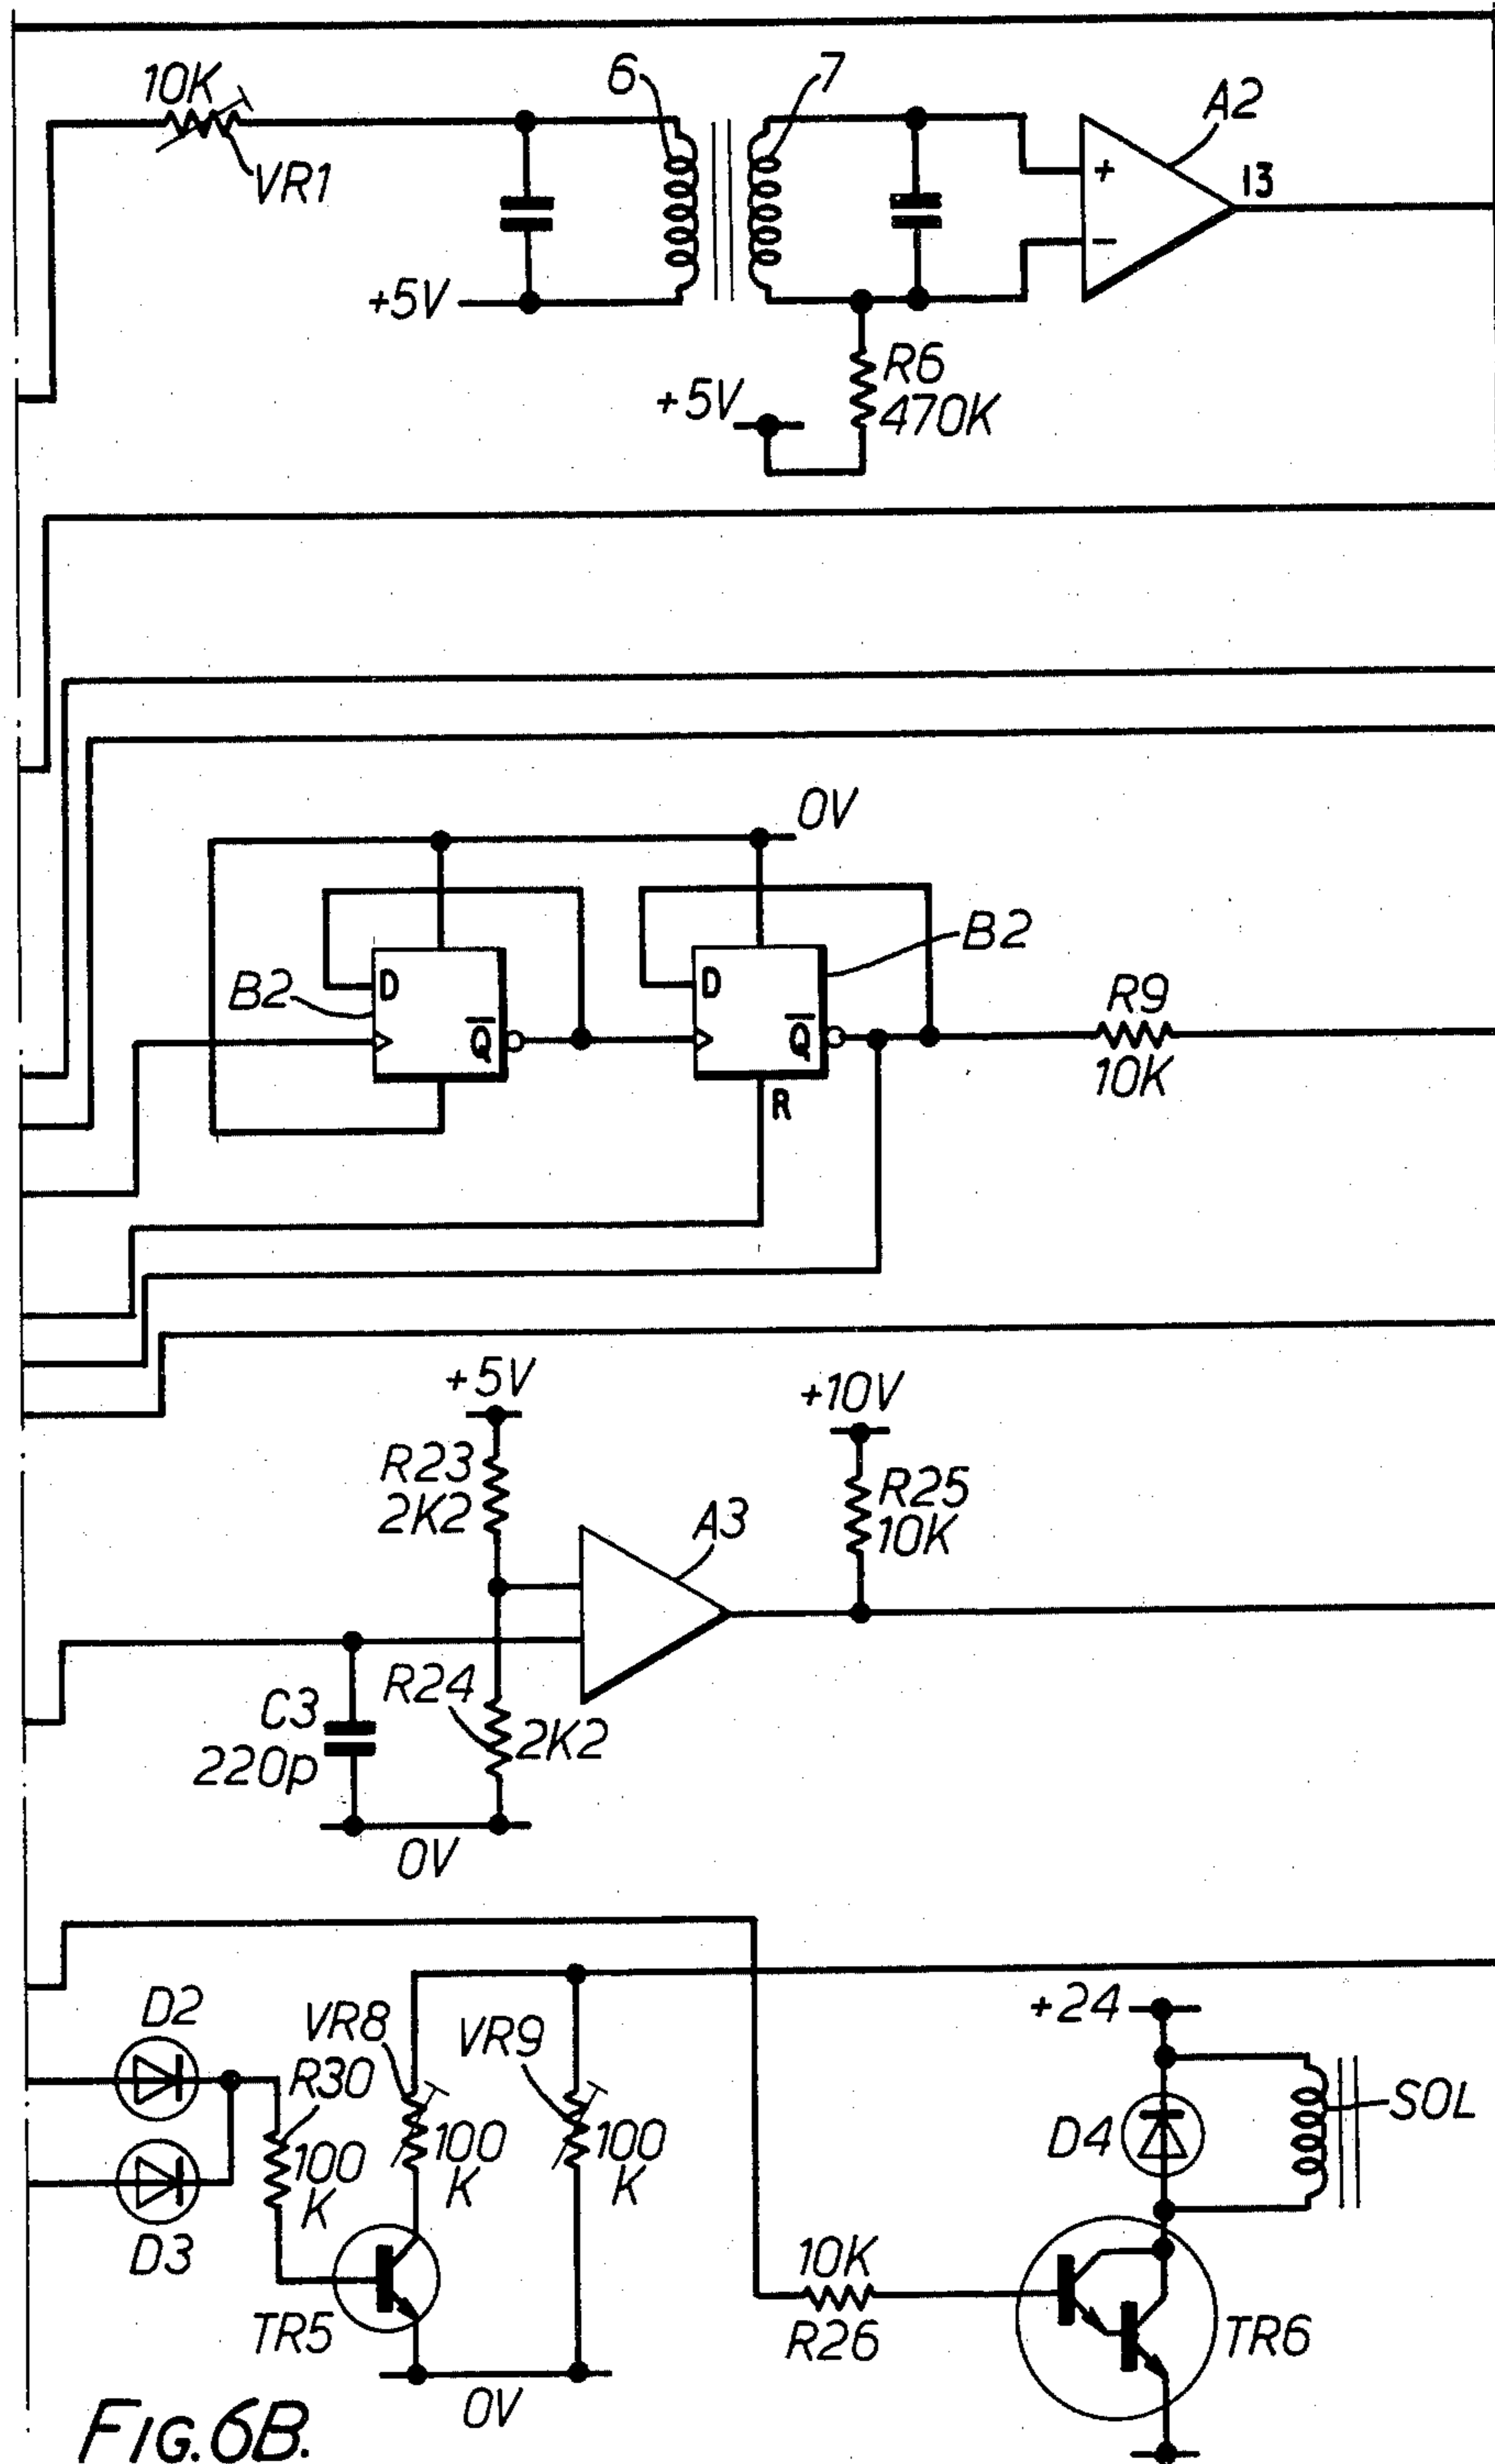 10K
VR1
6
7
A2
+
13
−
+5V
R6
470K
+5V
0V
B2
D
Q̅
D
Q̅
B2
R
R9
10K
+5V
R23
2K2
A3
+10V
R25
10K
C3
220p
R24
2K2
0V
D2
D3
VR8
R30
100
K
100
K
VR9
100
K
TR5
0V
10K
R26
+24
D4
SOL
TR6
FIG.6B.